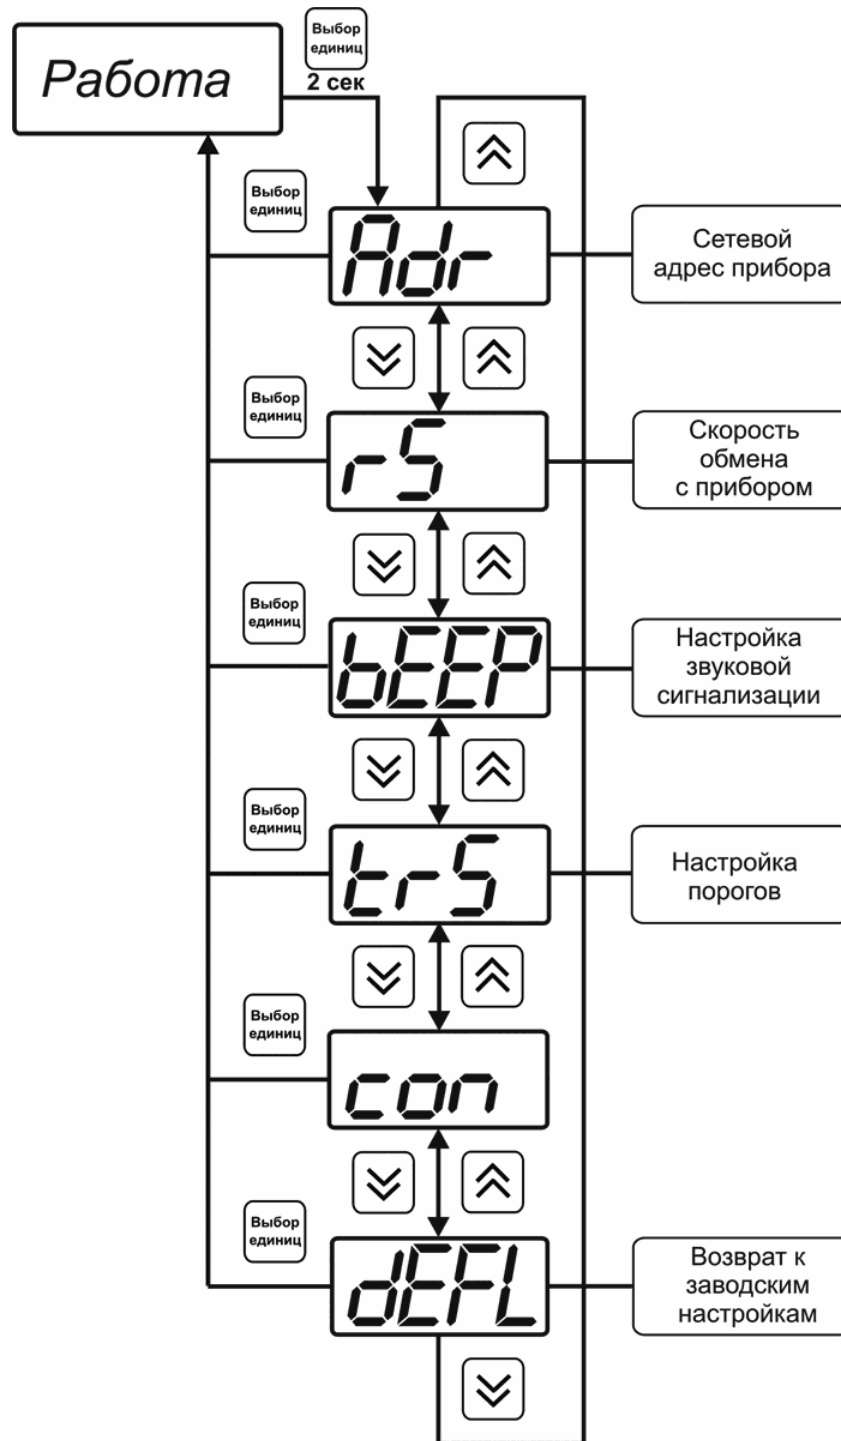 Выбор
единиц
2 сек
Работа
Выбор
единиц
Adr
Сетевой
адрес прибора
Выбор
единиц
rS
Скорость
обмена
с прибором
Выбор
единиц
bEEP
Настройка
звуковой
сигнализации
Выбор
единиц
trS
Настройка
порогов
Выбор
единиц
con
Выбор
единиц
dEFL
Возврат к
заводским
настройкам